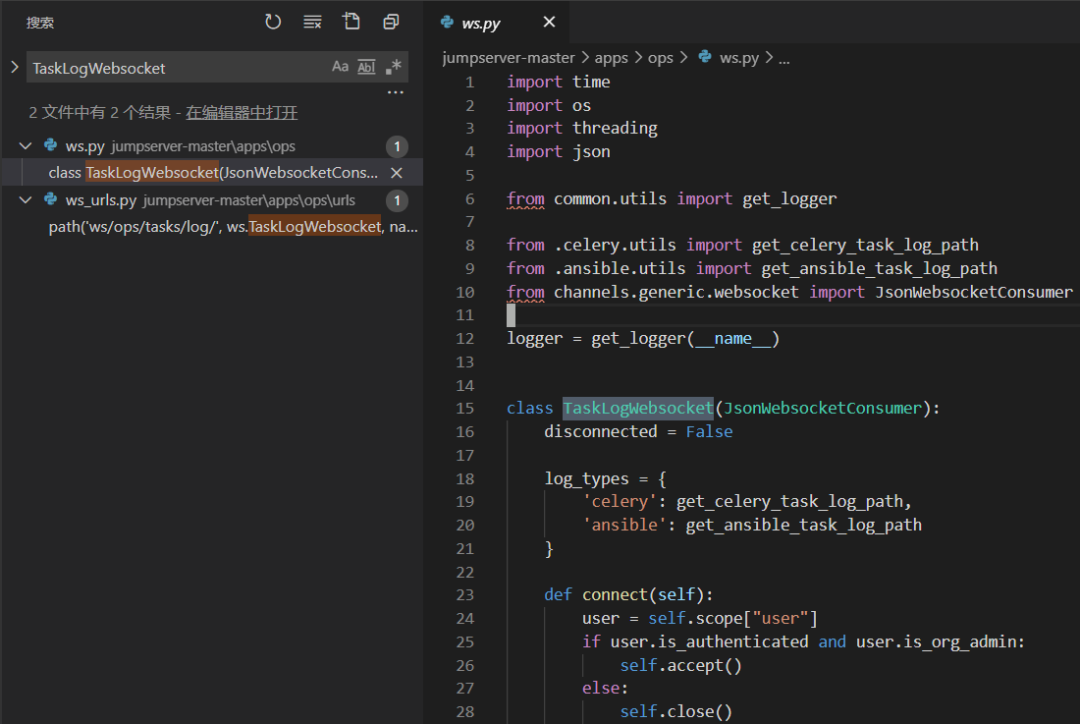 搜索
TaskLogWebsocket Aa Abl .*
...
2 文件中有 2 个结果 - 在编辑器中打开
ws.py jumpserver-master\apps\ops 1
class TaskLogWebsocket(JsonWebsocketCons...
ws_urls.py jumpserver-master\apps\ops\urls 1
path('ws/ops/tasks/log/', ws.TaskLogWebsocket, na...
ws.py
jumpserver-master > apps > ops > ws.py > ...
1 import time
2 import os
3 import threading
4 import json
5
6 from common.utils import get_logger
7
8 from .celery.utils import get_celery_task_log_path
9 from .ansible.utils import get_ansible_task_log_path
10 from channels.generic.websocket import JsonWebsocketConsumer
11
12 logger = get_logger(__name__)
13
14
15 class TaskLogWebsocket(JsonWebsocketConsumer):
16 disconnected = False
17
18 log_types = {
19 'celery': get_celery_task_log_path,
20 'ansible': get_ansible_task_log_path
21 }
22
23 def connect(self):
24 user = self.scope["user"]
25 if user.is_authenticated and user.is_org_admin:
26 self.accept()
27 else:
28 self.close()